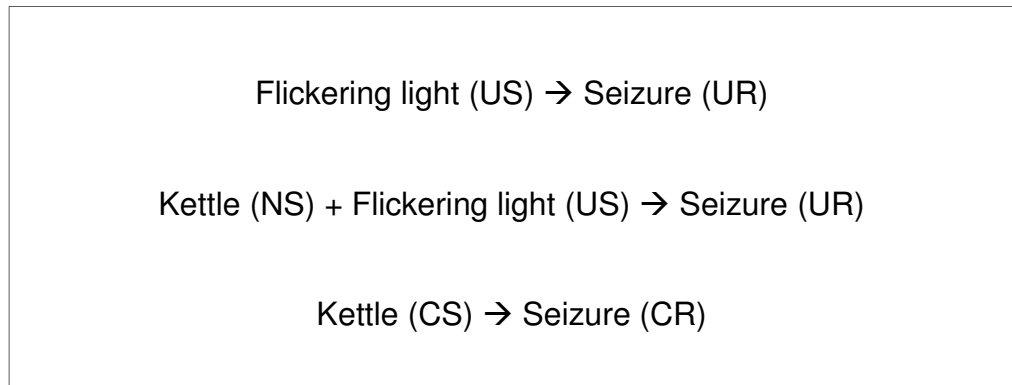 Flickering light (US) → Seizure (UR)
Kettle (NS) + Flickering light (US) → Seizure (UR)
Kettle (CS) → Seizure (CR)